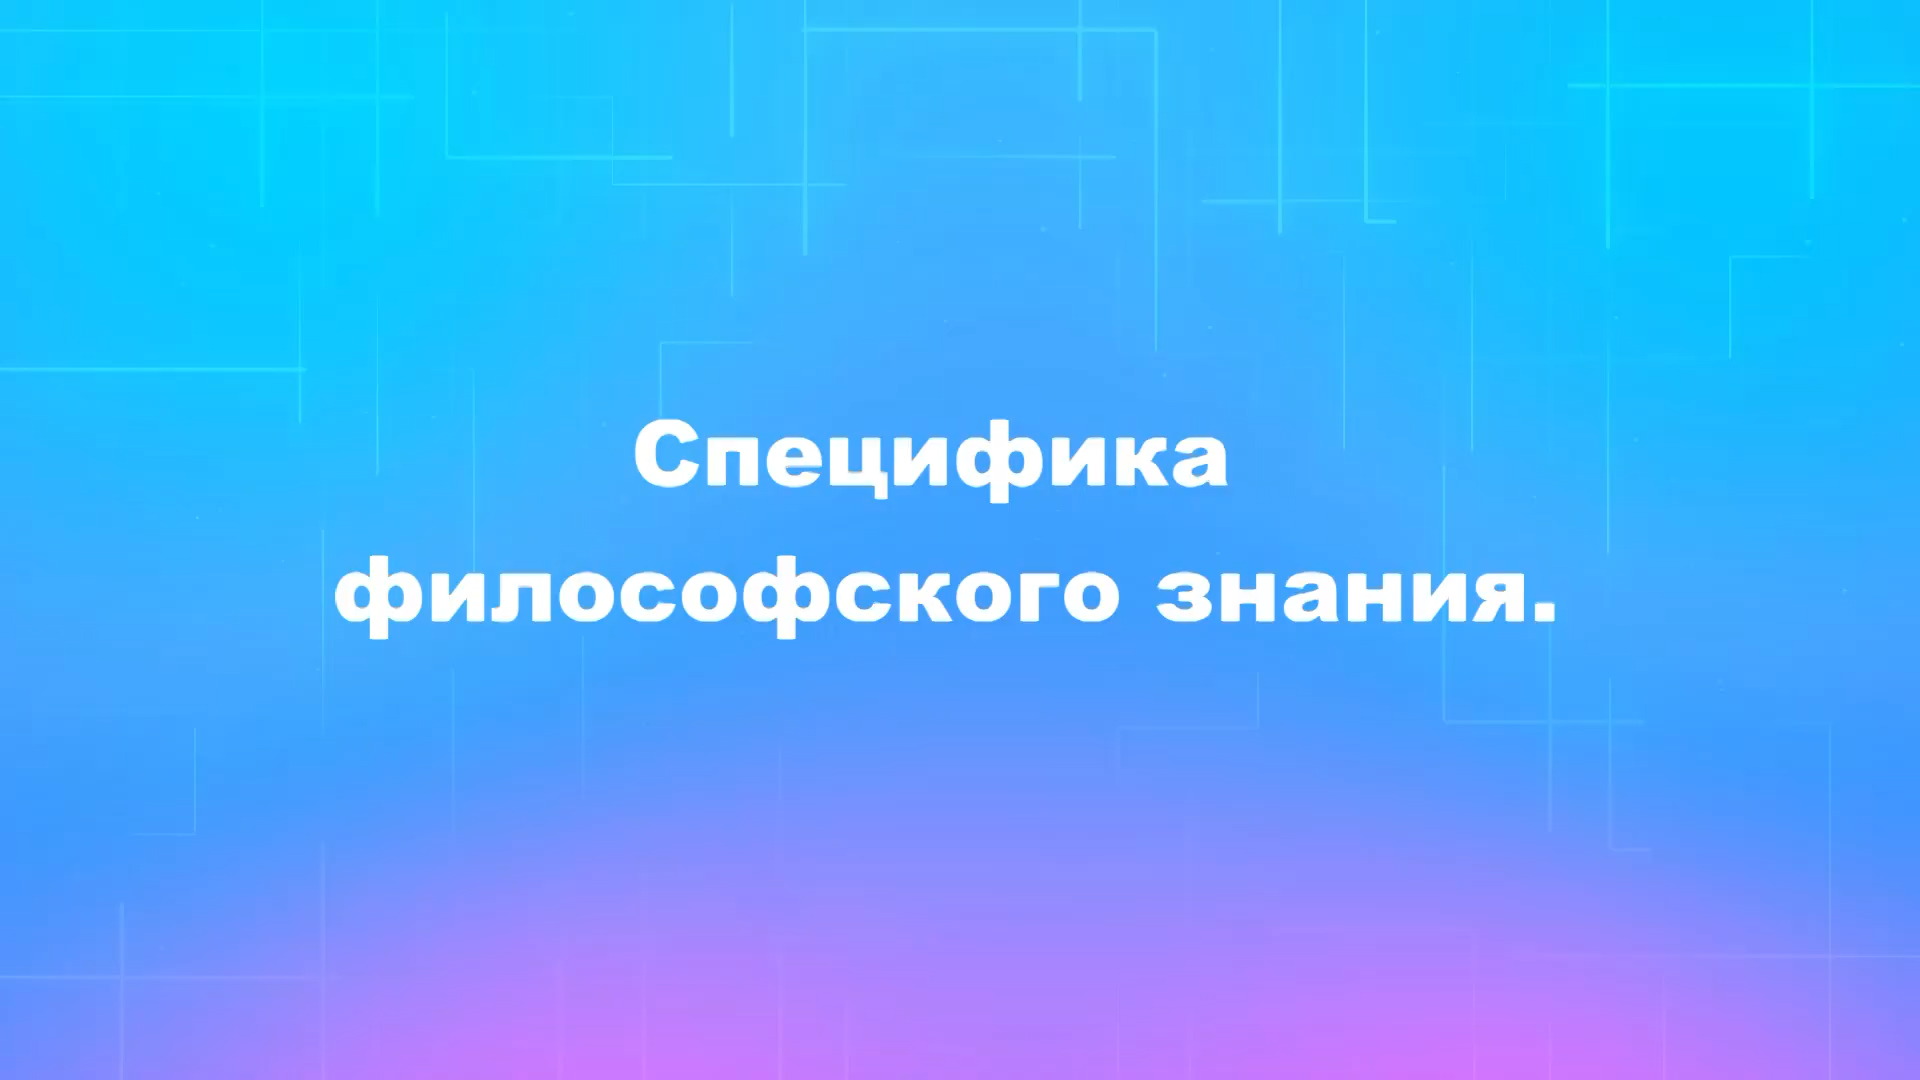 Специфика
философского знания.